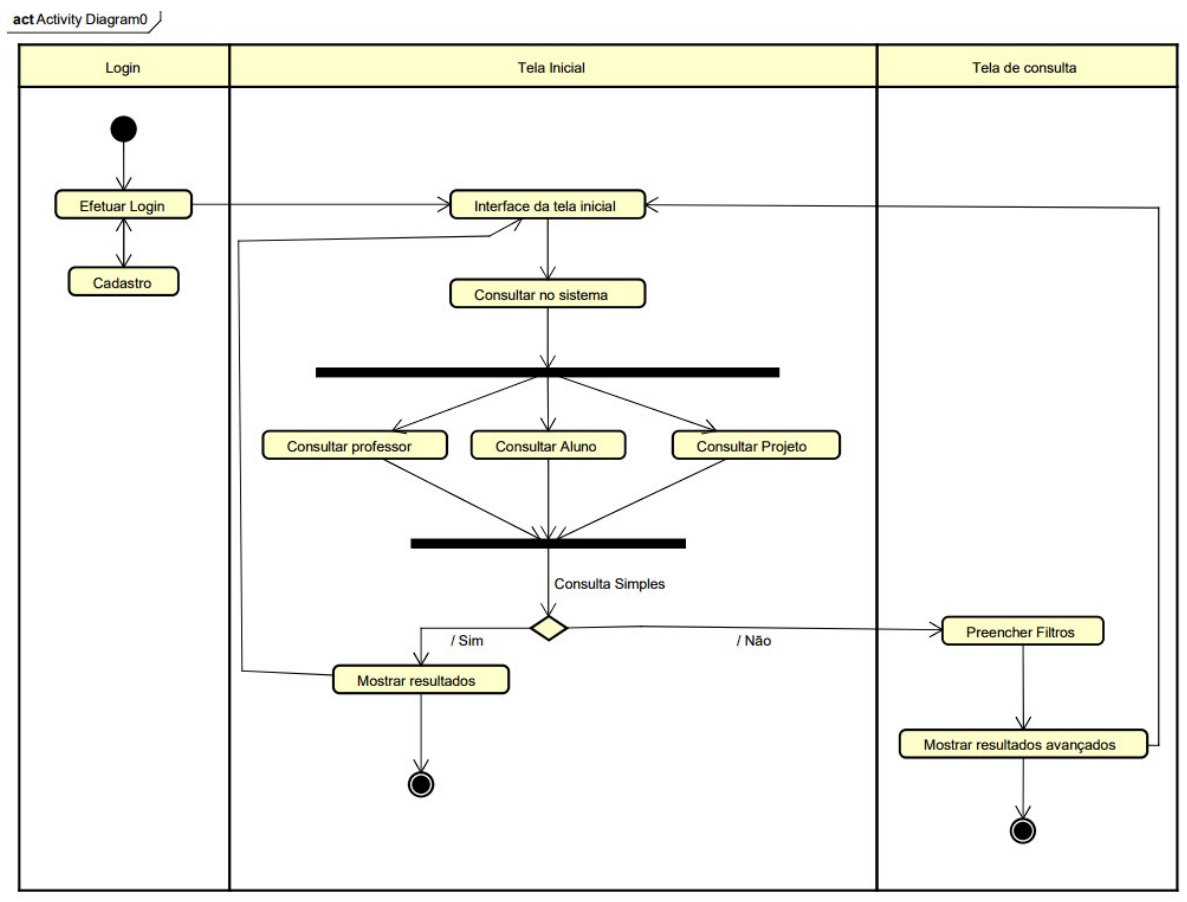 act Activity Diagram0
Login
Tela Inicial
Tela de consulta
Efetuar Login
Interface da tela inicial
Cadastro
Consultar no sistema
Consultar professor
Consultar Aluno
Consultar Projeto
Consulta Simples
/ Sim
/ Não
Preencher Filtros
Mostrar resultados
Mostrar resultados avançados